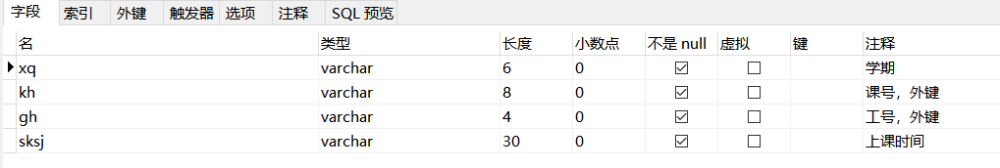 字段 索引 外键 触发器 选项 注释 SQL 预览
名 类型 长度 小数点 不是 null 虚拟 键 注释
xq varchar 6 0 学期
kh varchar 8 0 课号，外键
gh varchar 4 0 工号，外键
sksj varchar 30 0 上课时间